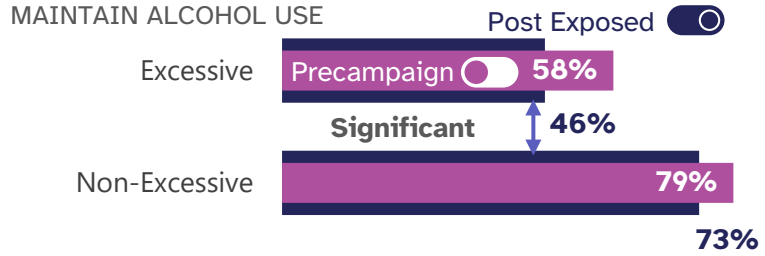 MAINTAIN ALCOHOL USE
Post Exposed
Excessive
Precampaign
58%
Significant
46%
Non-Excessive
79%
73%